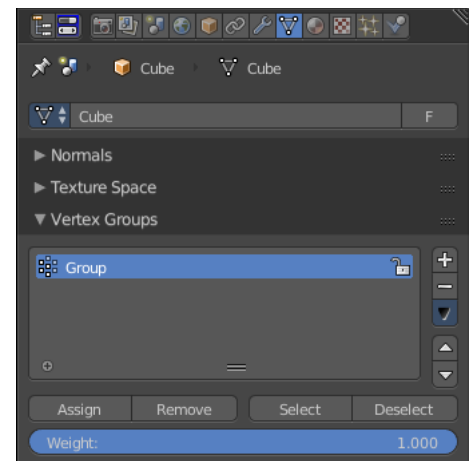 Cube Cube
Cube F
Normals
Texture Space
Vertex Groups
Group
Assign Remove Select Deselect
Weight: 1.000